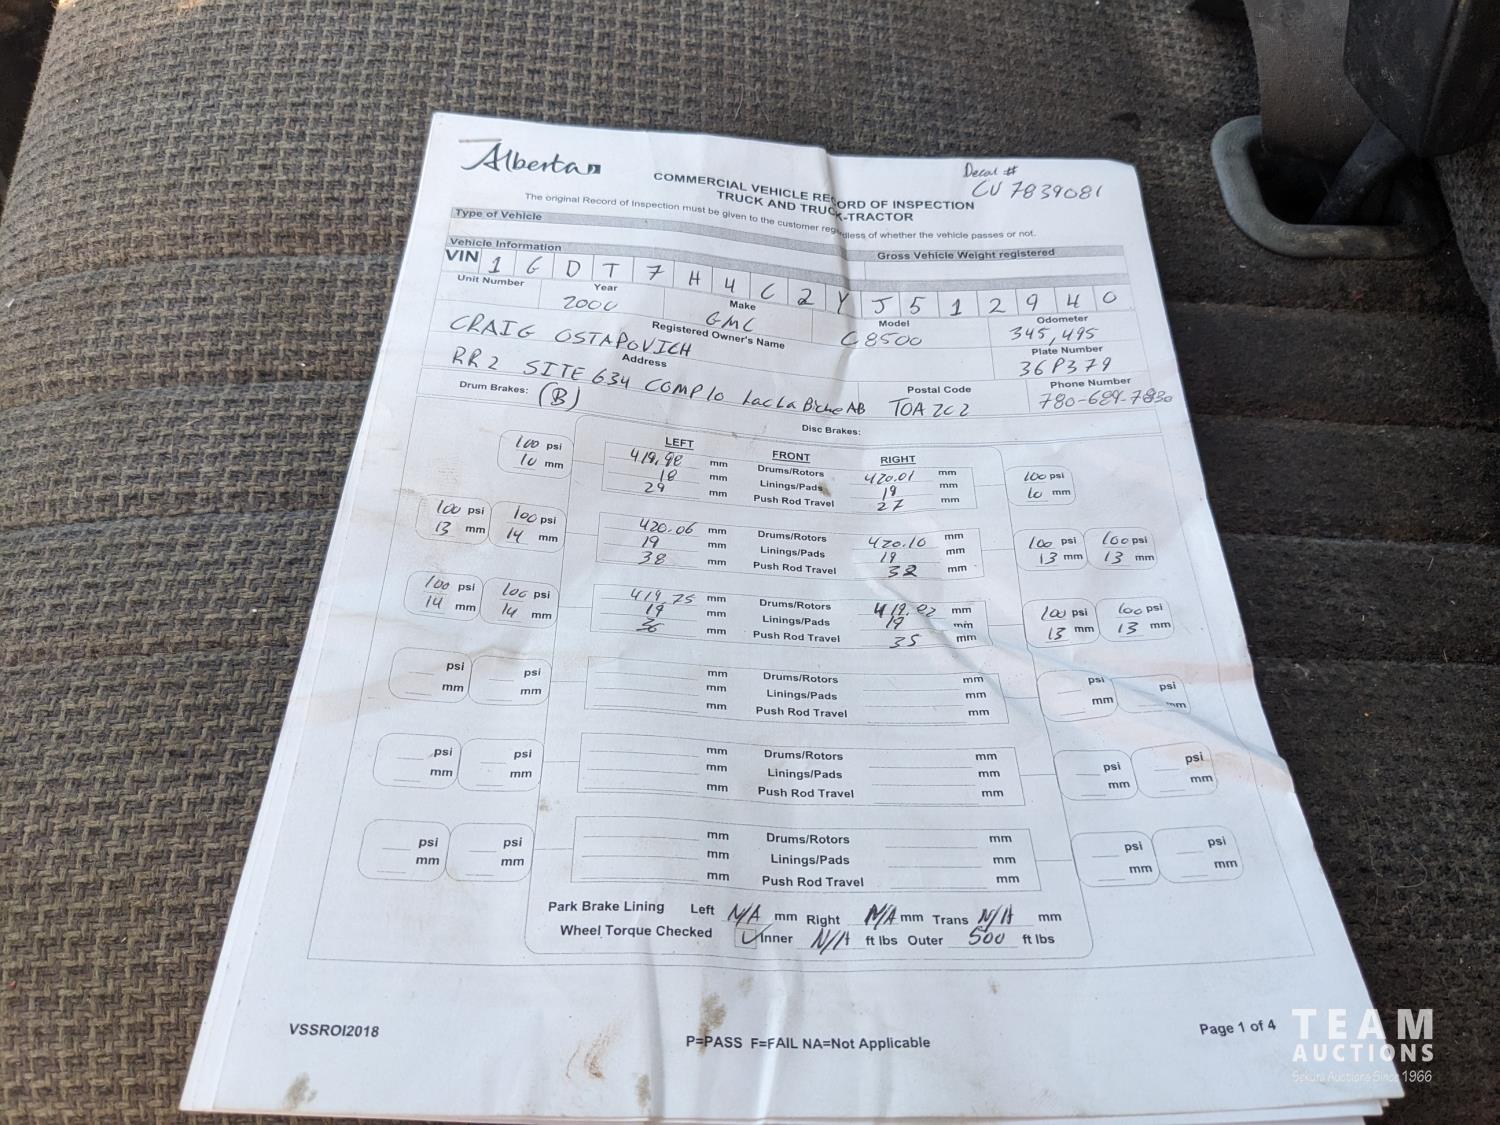 Alberta
Decal #
CV 7839081
COMMERCIAL VEHICLE RECORD OF INSPECTION
TRUCK AND TRUCK-TRACTOR
The original Record of Inspection must be given to the customer regardless of whether the vehicle passes or not.
Type of Vehicle
Gross Vehicle Weight registered
Vehicle Information
VIN 1 G D T 7 H 4 C 2 Y J 5 1 2 9 4 0
Unit Number Year Make Model Odometer
2000 GMC C8500 345,495
Registered Owner's Name Plate Number
CRAIG OSTAPOVICH 36P379
Address Postal Code Phone Number
RR2 SITE 634 COMP 10 Lac La Biche AB TOA 2C2 780-689-7830
Drum Brakes: (B) Disc Brakes:
LEFT FRONT RIGHT
100 psi 419.98 mm Drums/Rotors 420.01 mm 100 psi
10 mm 18 mm Linings/Pads 19 mm 10 mm
29 mm Push Rod Travel 27 mm
100 psi 100 psi 420.06 mm Drums/Rotors 420.10 mm 100 psi 100 psi
13 mm 14 mm 19 mm Linings/Pads 19 mm 13 mm 13 mm
38 mm Push Rod Travel 38 mm
100 psi 100 psi 419.75 mm Drums/Rotors mm 100 psi 100 psi
14 mm 14 mm 19 mm Linings/Pads 19 mm 13 mm 13 mm
36 mm Push Rod Travel 35 mm
psi psi mm Drums/Rotors mm psi psi
mm mm mm Linings/Pads mm mm mm
mm Push Rod Travel mm
psi psi mm Drums/Rotors mm psi psi
mm mm mm Linings/Pads mm mm mm
mm Push Rod Travel mm
psi psi mm Drums/Rotors mm psi psi
mm mm mm Linings/Pads mm mm mm
mm Push Rod Travel mm
Park Brake Lining Left N/A mm Right N/A mm Trans N/A mm
Wheel Torque Checked ✓ Inner N/A ft lbs Outer 500 ft lbs
VSSROI2018
P=PASS F=FAIL NA=Not Applicable
Page 1 of 4
TEAM
AUCTIONS
Sekura Auctions Since 1966